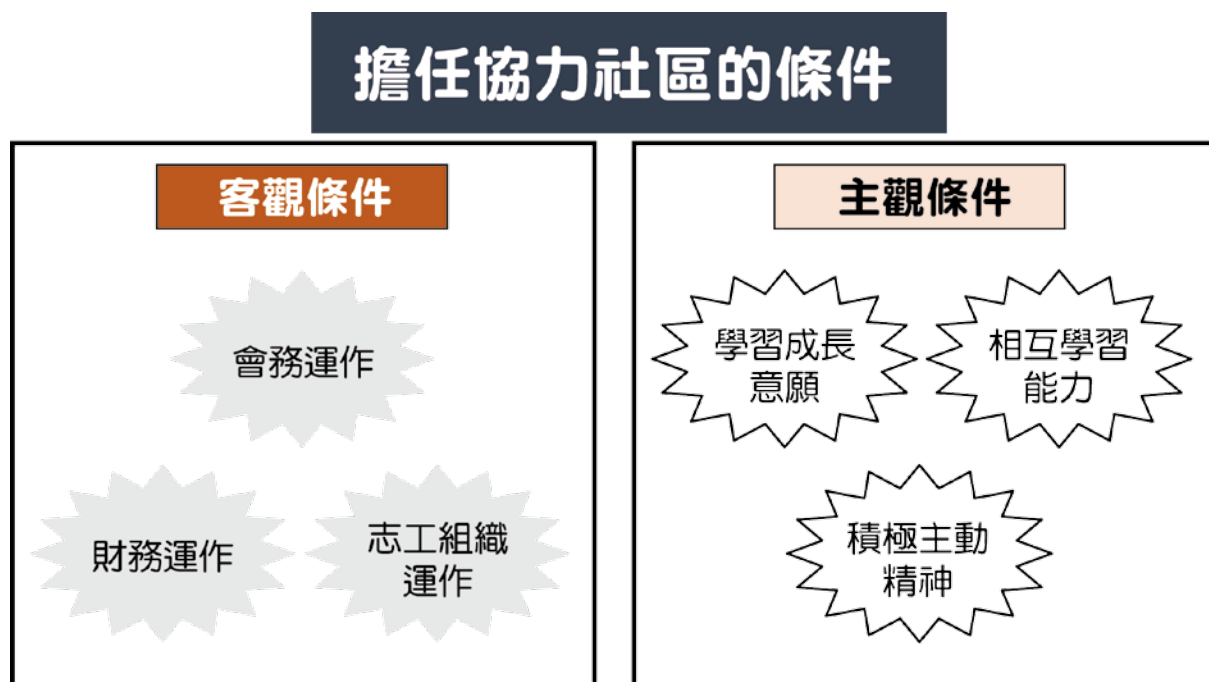 擔任協力社區的條件
客觀條件
會務運作
財務運作
志工組織
運作
主觀條件
學習成長
意願
相互學習
能力
積極主動
精神